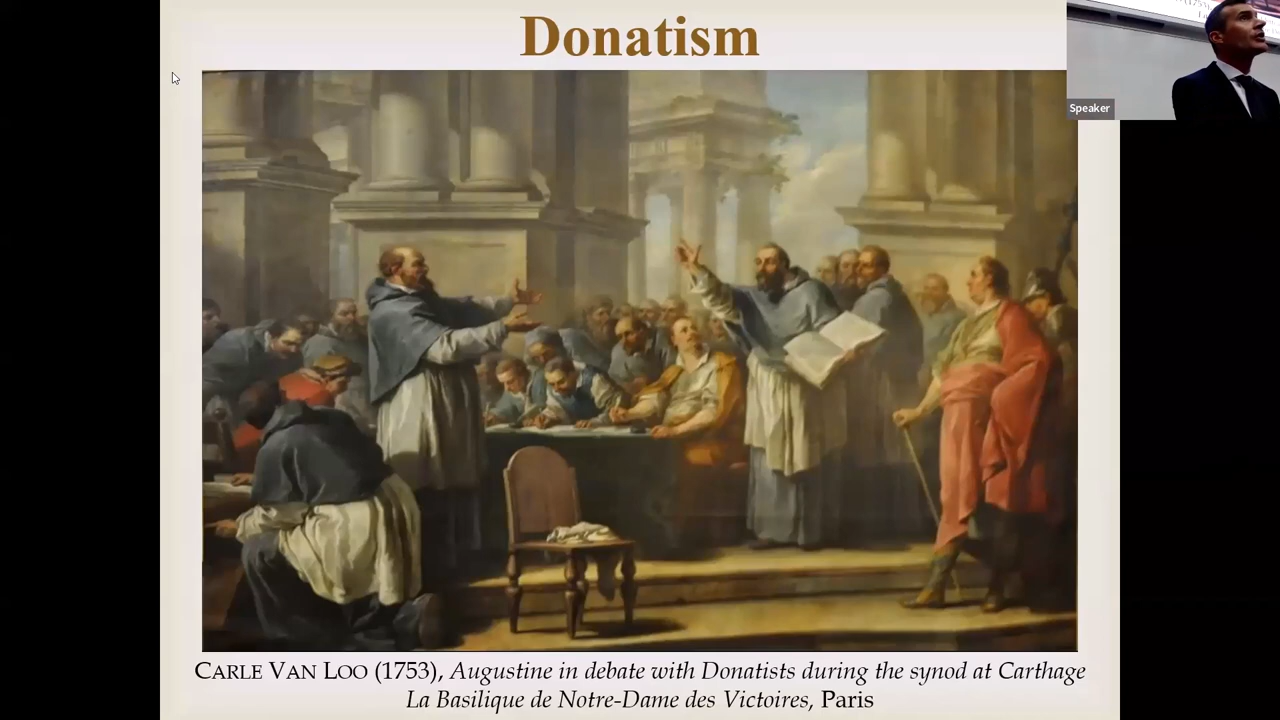 Donatism
Speaker
CARLE VAN LOO (1753), Augustine in debate with Donatists during the synod at Carthage
La Basilique de Notre-Dame des Victoires, Paris